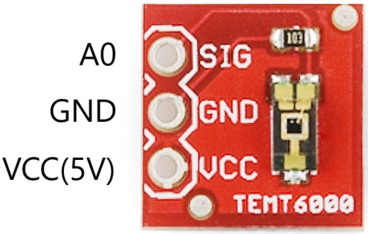 A0 SIG
103
GND GND
VCC(5V) VCC
TEMT6000